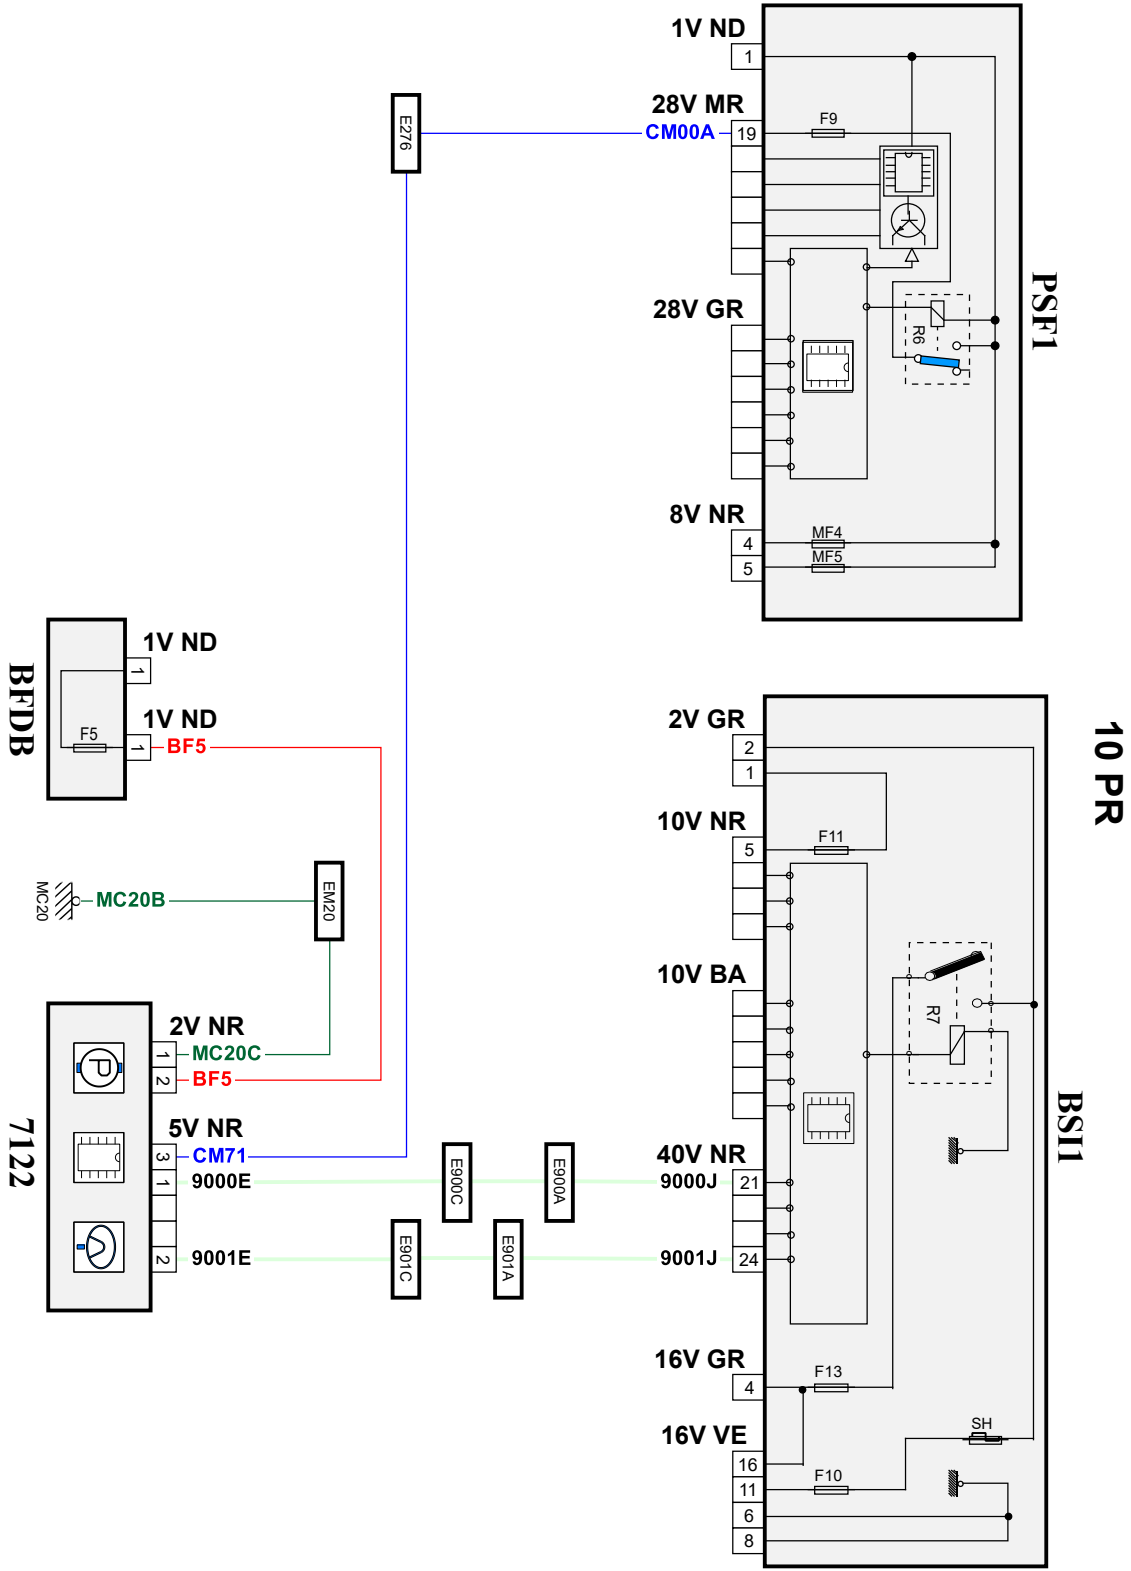 1V ND
1
28V MR
CM00A
19
F9
E276
28V GR
R6
PSF1
8V NR
4
MF4
5
MF5
BFDB
1V ND
1
1V ND
F5
1
BF5
10 PR
2V GR
2
1
10V NR
5
F11
MC20
MC20B
EM20
10V BA
R7
BSI1
7122
2V NR
1
MC20C
2
BF5
P
5V NR
3
CM71
1
9000E
E900C
E900A
40V NR
9000J
21
2
9001E
E901C
E901A
9001J
24
16V GR
4
F13
16V VE
SH
16
11
F10
6
8